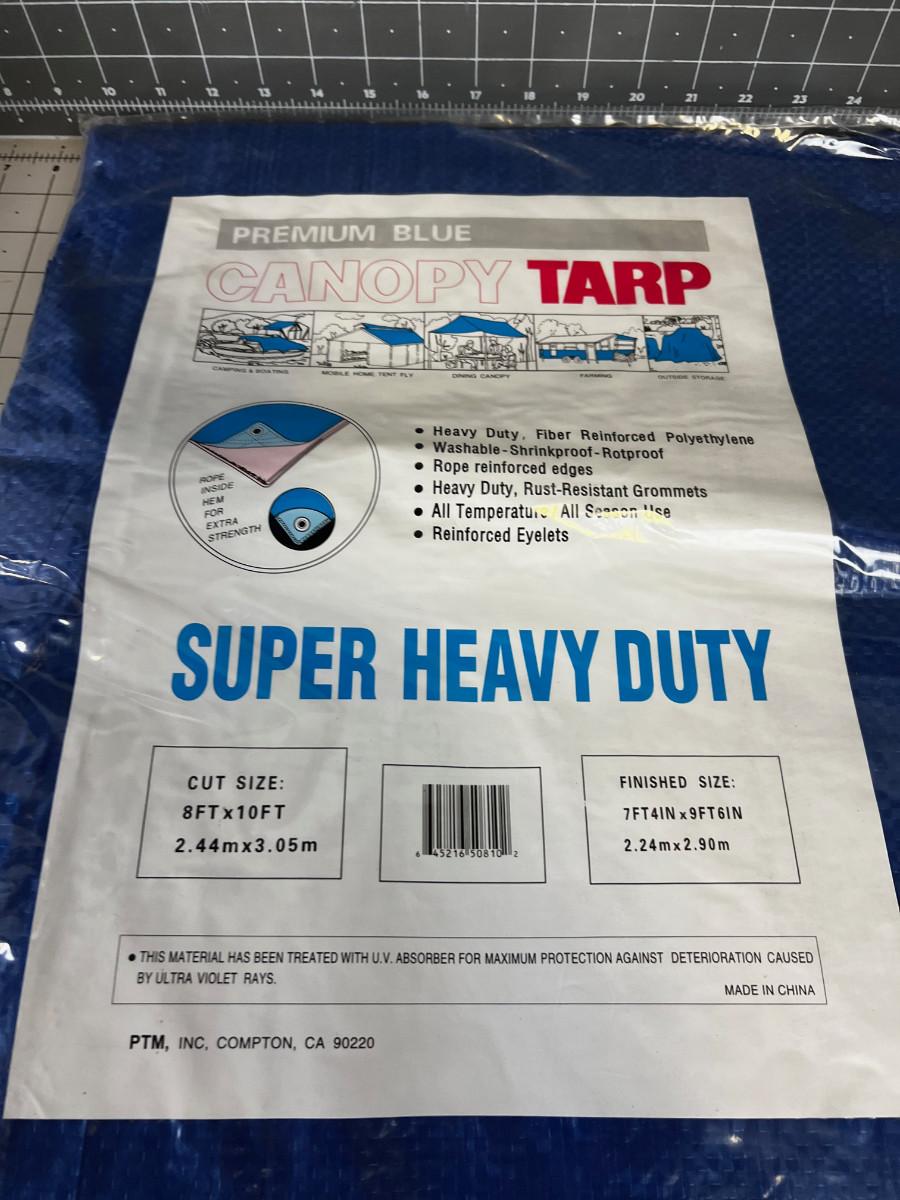 8 9 10 11 12 13 14 15 16 17 18 19 20 21 22 23 24
7 8
PREMIUM BLUE
CANOPY TARP
CAMPING & BOATING
MOBILE HOME TENT FLY
DINING CANOPY
FARMING
OUTSIDE STORAGE
ROPE
INSIDE
HEM
FOR
EXTRA
STRENGTH
• Heavy Duty, Fiber Reinforced Polyethylene
• Washable-Shrinkproof-Rotproof
• Rope reinforced edges
• Heavy Duty, Rust-Resistant Grommets
• All Temperature All Season Use
• Reinforced Eyelets
SUPER HEAVY DUTY
CUT SIZE:
8FTx10FT
2.44mx3.05m
6 45216 50810 2
FINISHED SIZE:
7FT4IN x9FT6IN
2.24mx2.90m
• THIS MATERIAL HAS BEEN TREATED WITH U.V. ABSORBER FOR MAXIMUM PROTECTION AGAINST DETERIORATION CAUSED
BY ULTRA VIOLET RAYS.
MADE IN CHINA
PTM, INC, COMPTON, CA 90220